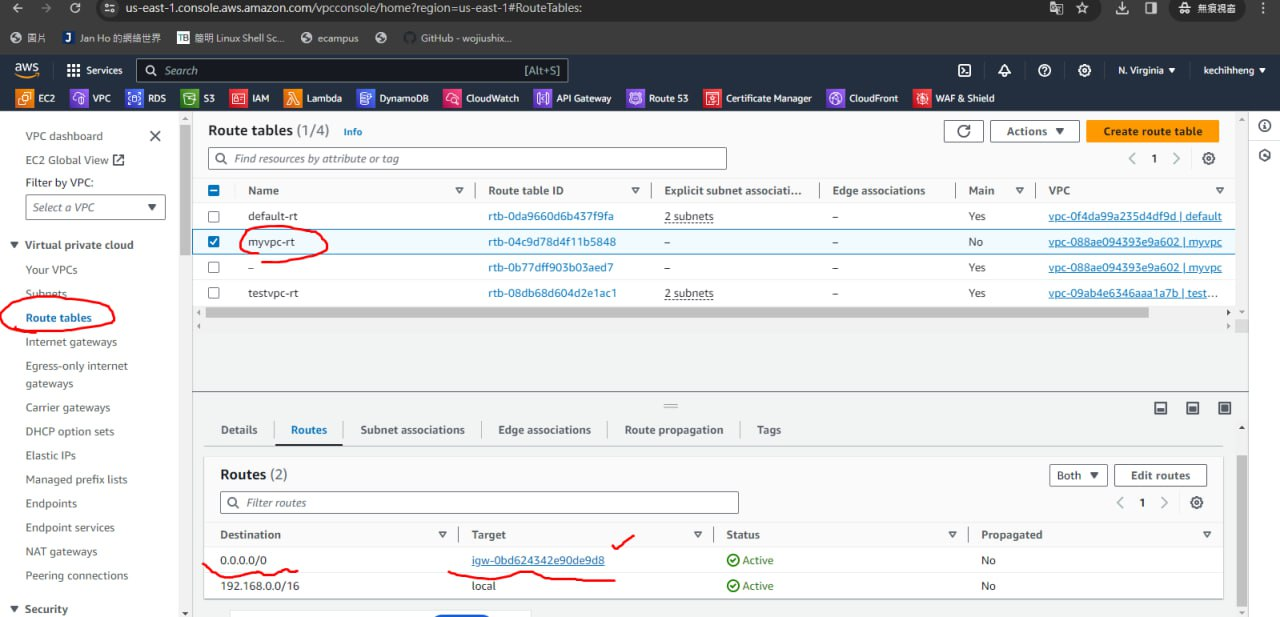 us-east-1.console.aws.amazon.com/vpcconsole/home?region=us-east-1#RouteTables:
無痕視窗
圖片
Jan Ho 的網絡世界
TB
簡明 Linux Shell Sc...
ecampus
GitHub - wojiushix...
aws
Services
Search
[Alt+S]
N. Virginia
kechihheng
EC2
VPC
RDS
S3
IAM
Lambda
DynamoDB
CloudWatch
API Gateway
Route 53
Certificate Manager
CloudFront
WAF & Shield
VPC dashboard
EC2 Global View
Filter by VPC:
Select a VPC
Virtual private cloud
Your VPCs
Subnets
Route tables
Internet gateways
Egress-only internet
gateways
Carrier gateways
DHCP option sets
Elastic IPs
Managed prefix lists
Endpoints
Endpoint services
NAT gateways
Peering connections
Security
Route tables (1/4) Info
Actions
Create route table
Find resources by attribute or tag
1
Name Route table ID Explicit subnet associati... Edge associations Main VPC
default-rt rtb-0da9660d6b437f9fa 2 subnets – Yes vpc-0f4da99a235d4df9d | default
myvpc-rt rtb-04c9d78d4f11b5848 – – No vpc-088ae094393e9a602 | myvpc
– rtb-0b77dff903b03aed7 – – Yes vpc-088ae094393e9a602 | myvpc
testvpc-rt rtb-08db68d604d2e1ac1 2 subnets – Yes vpc-09ab4e6346aaa1a7b | test...
Details Routes Subnet associations Edge associations Route propagation Tags
Routes (2)
Both
Edit routes
Filter routes
1
Destination Target Status Propagated
0.0.0.0/0 igw-0bd624342e90de9d8 Active No
192.168.0.0/16 local Active No